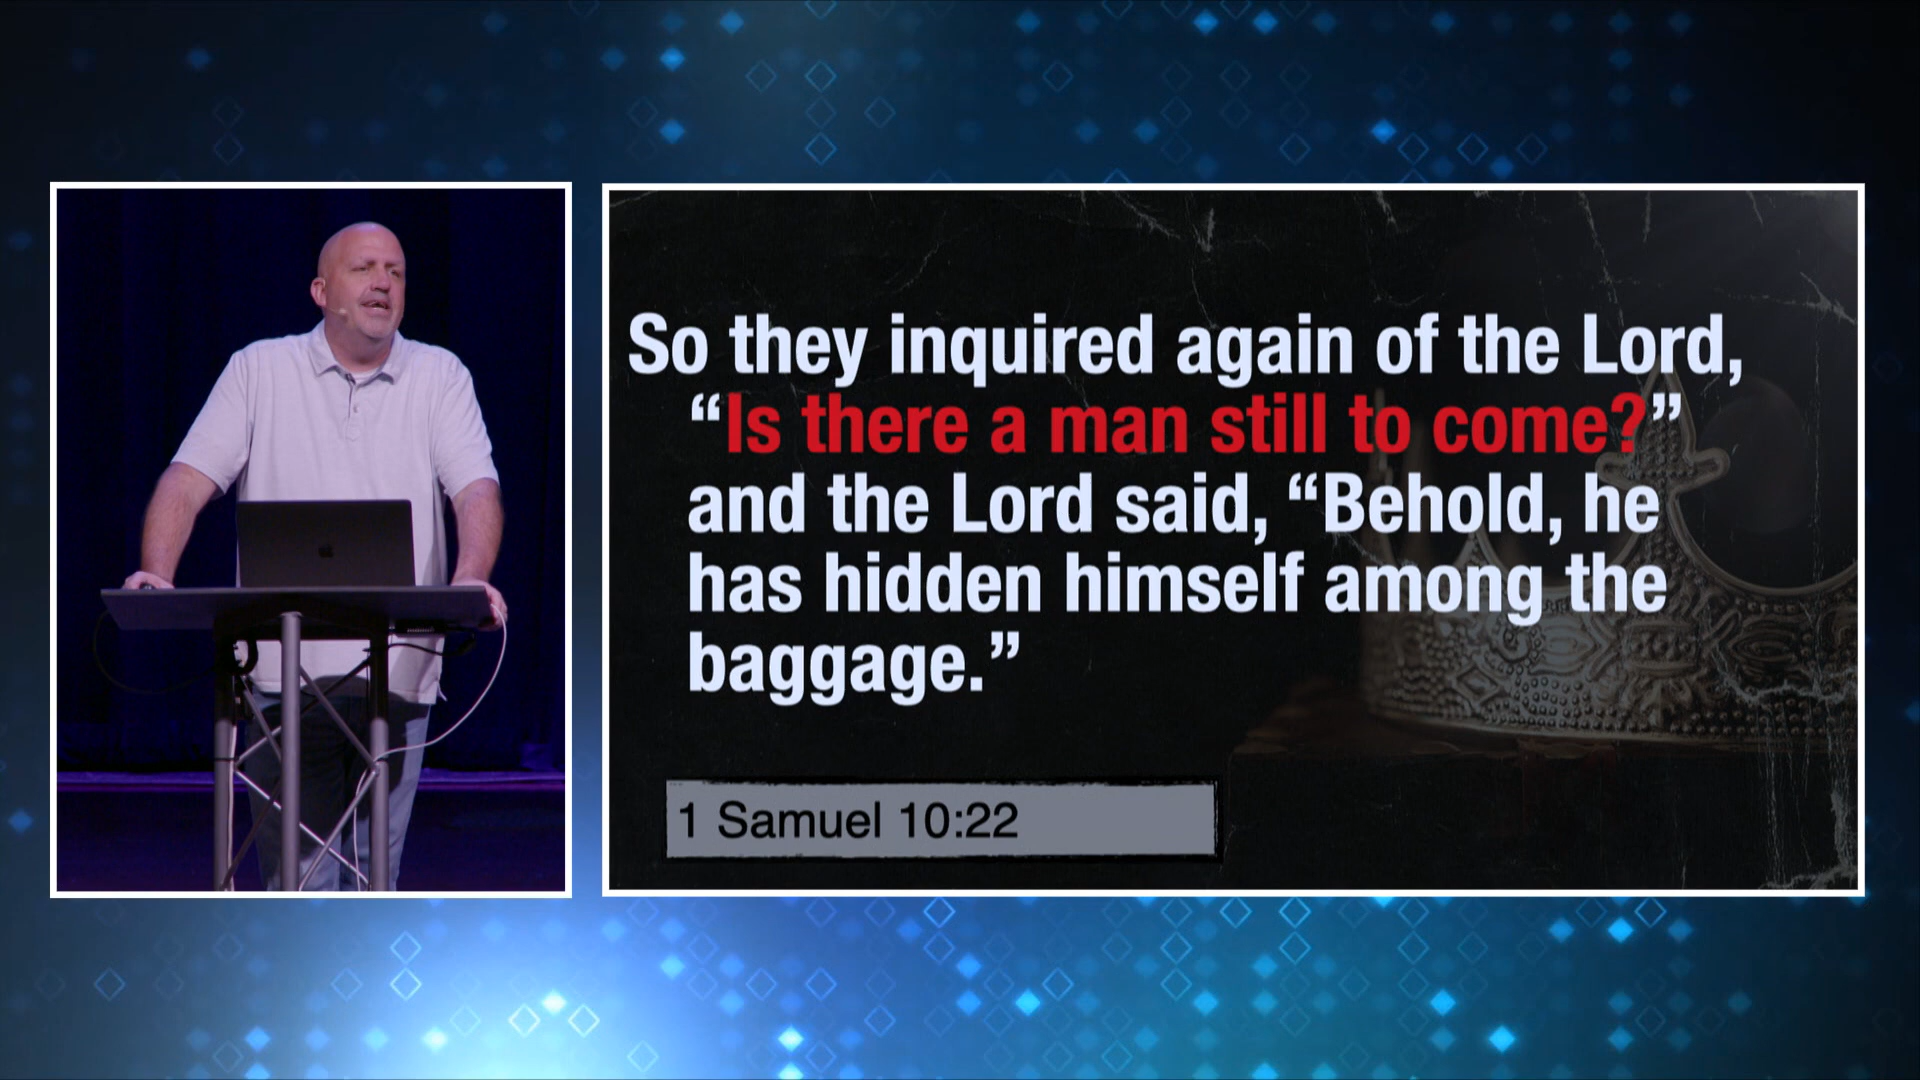 So they inquired again of the Lord,
“Is there a man still to come?”
and the Lord said, “Behold, he
has hidden himself among the
baggage.”
1 Samuel 10:22